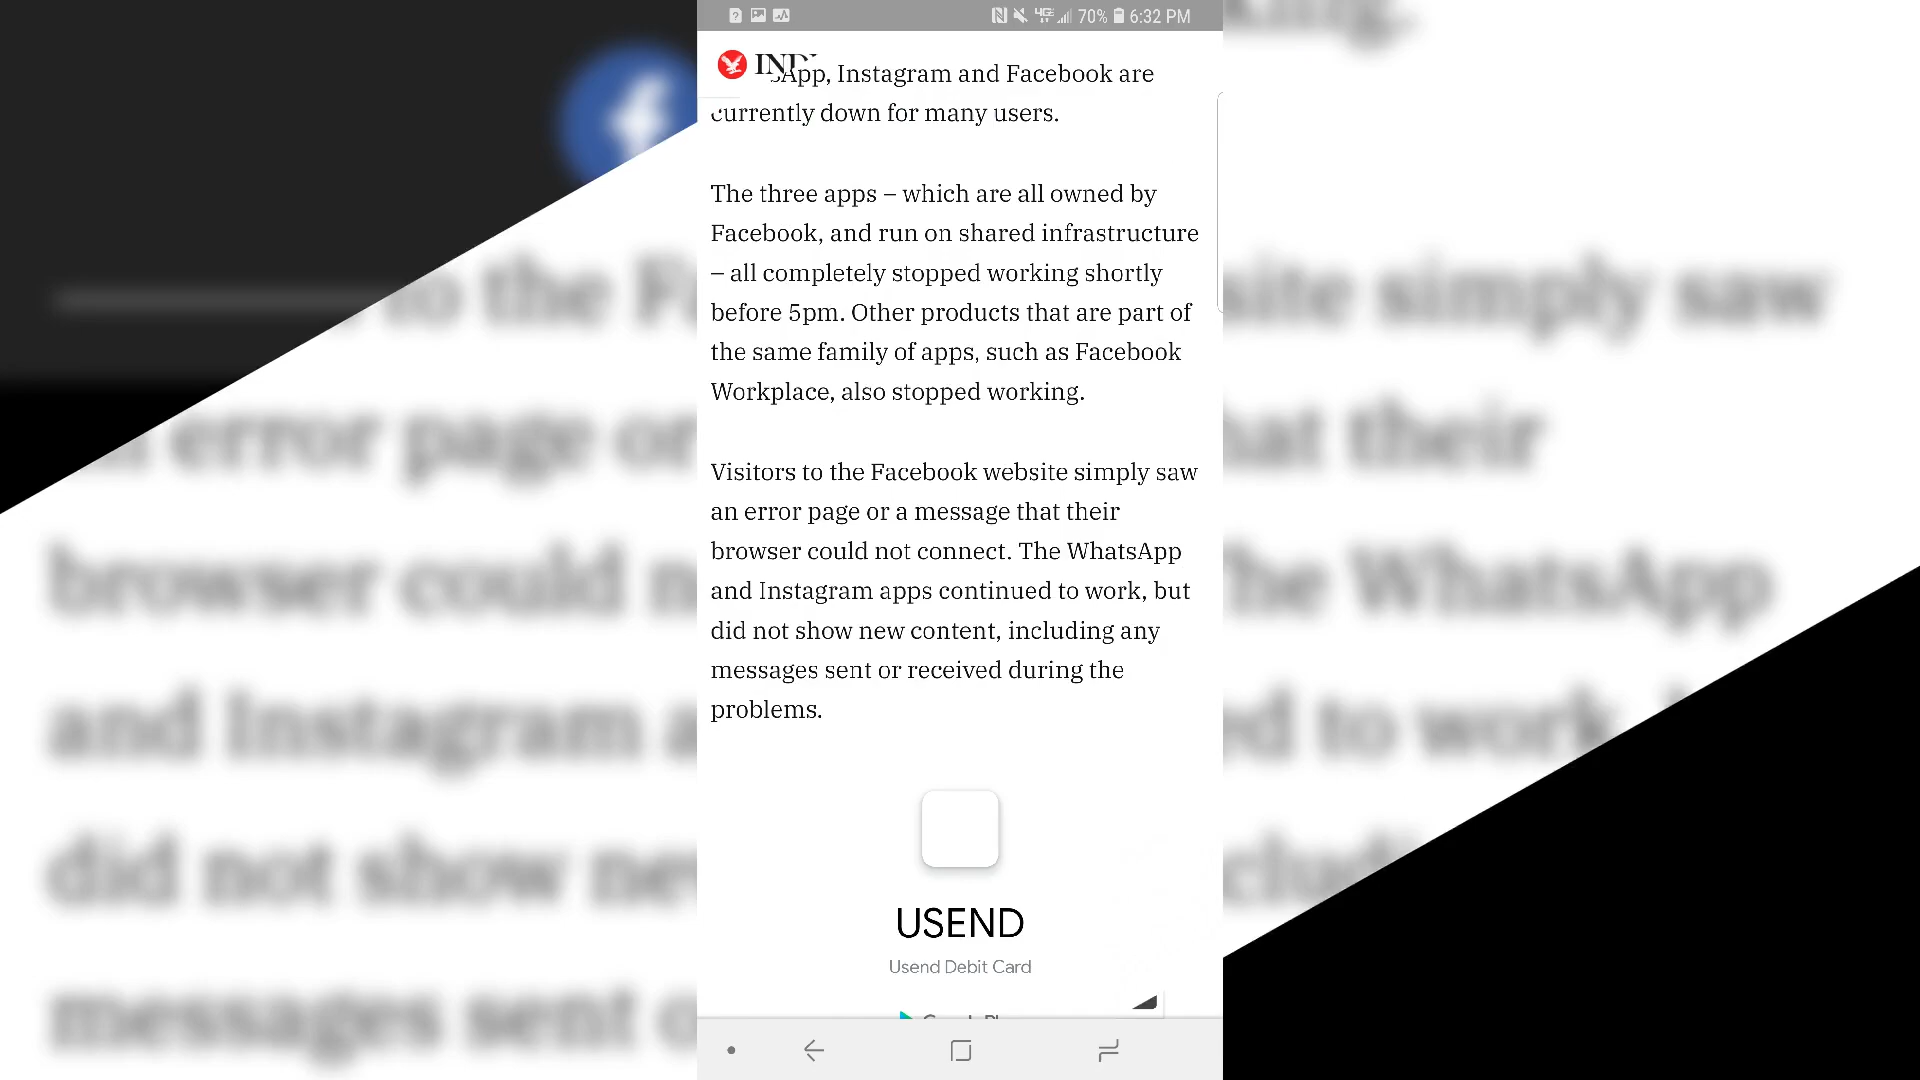 4G 70% 6:32 PM
sApp, Instagram and Facebook are
currently down for many users.
The three apps – which are all owned by
Facebook, and run on shared infrastructure
– all completely stopped working shortly
before 5pm. Other products that are part of
the same family of apps, such as Facebook
Workplace, also stopped working.
Visitors to the Facebook website simply saw
an error page or a message that their
browser could not connect. The WhatsApp
and Instagram apps continued to work, but
did not show new content, including any
messages sent or received during the
problems.
USEND
Usend Debit Card